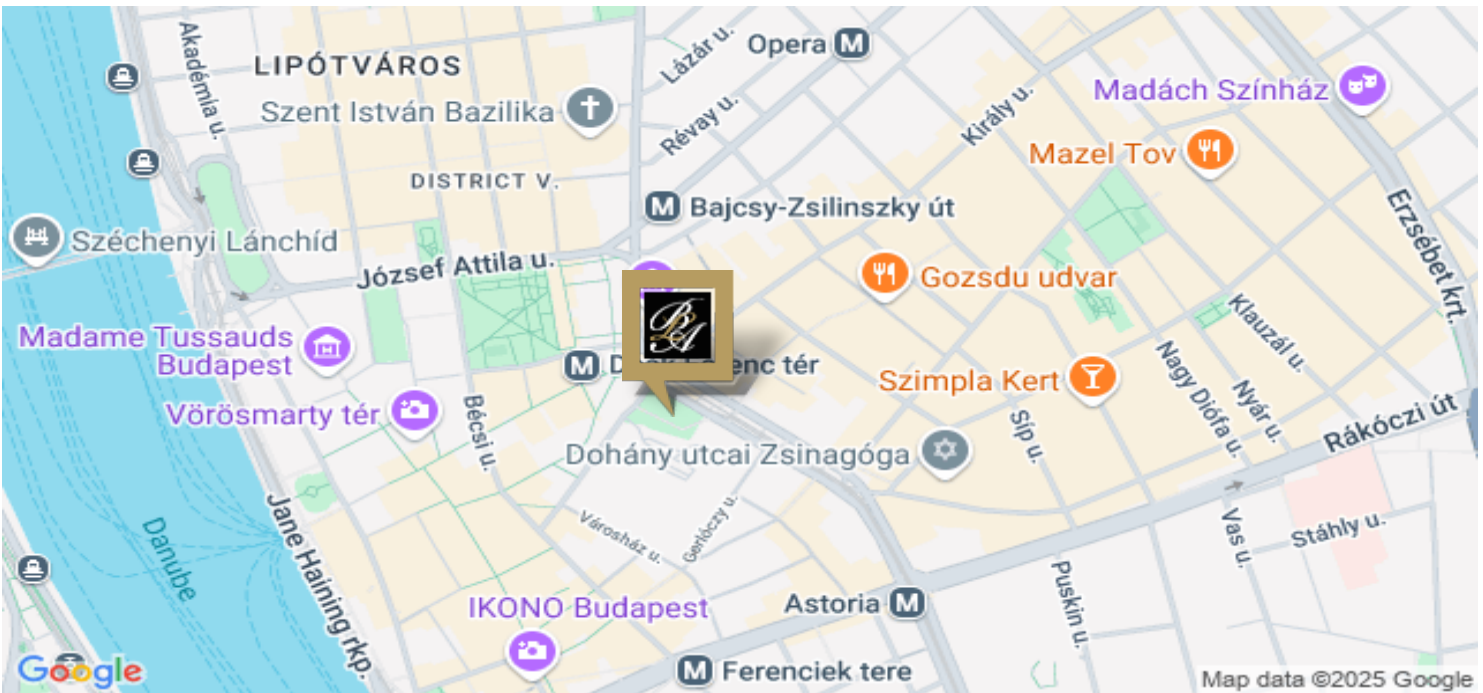 Akadémia u.
LIPÓTVÁROS
Szent István Bazilika
Lázár u.
Opera M
Révay u.
Király u.
Madách Színház
Mazel Tov
DISTRICT V.
M Bajcsy-Zsilinszky út
Széchenyi Lánchíd
József Attila u.
Gozsdu udvar
Erzsébet krt.
Klauzál u.
Madame Tussauds
Budapest
M
enc tér
Szimpla Kert
Nagy Diófa u.
Nyár u.
Vörösmarty tér
Bécsi u.
Síp u.
Rákóczi út
Dohány utcai Zsinagóga
Danube
Jane Haining rkp.
Városház u.
Gerlóczy u.
Vas u.
Stáhly u.
Puskin u.
IKONO Budapest
Astoria M
M Ferenciek tere
Google
Map data ©2025 Google